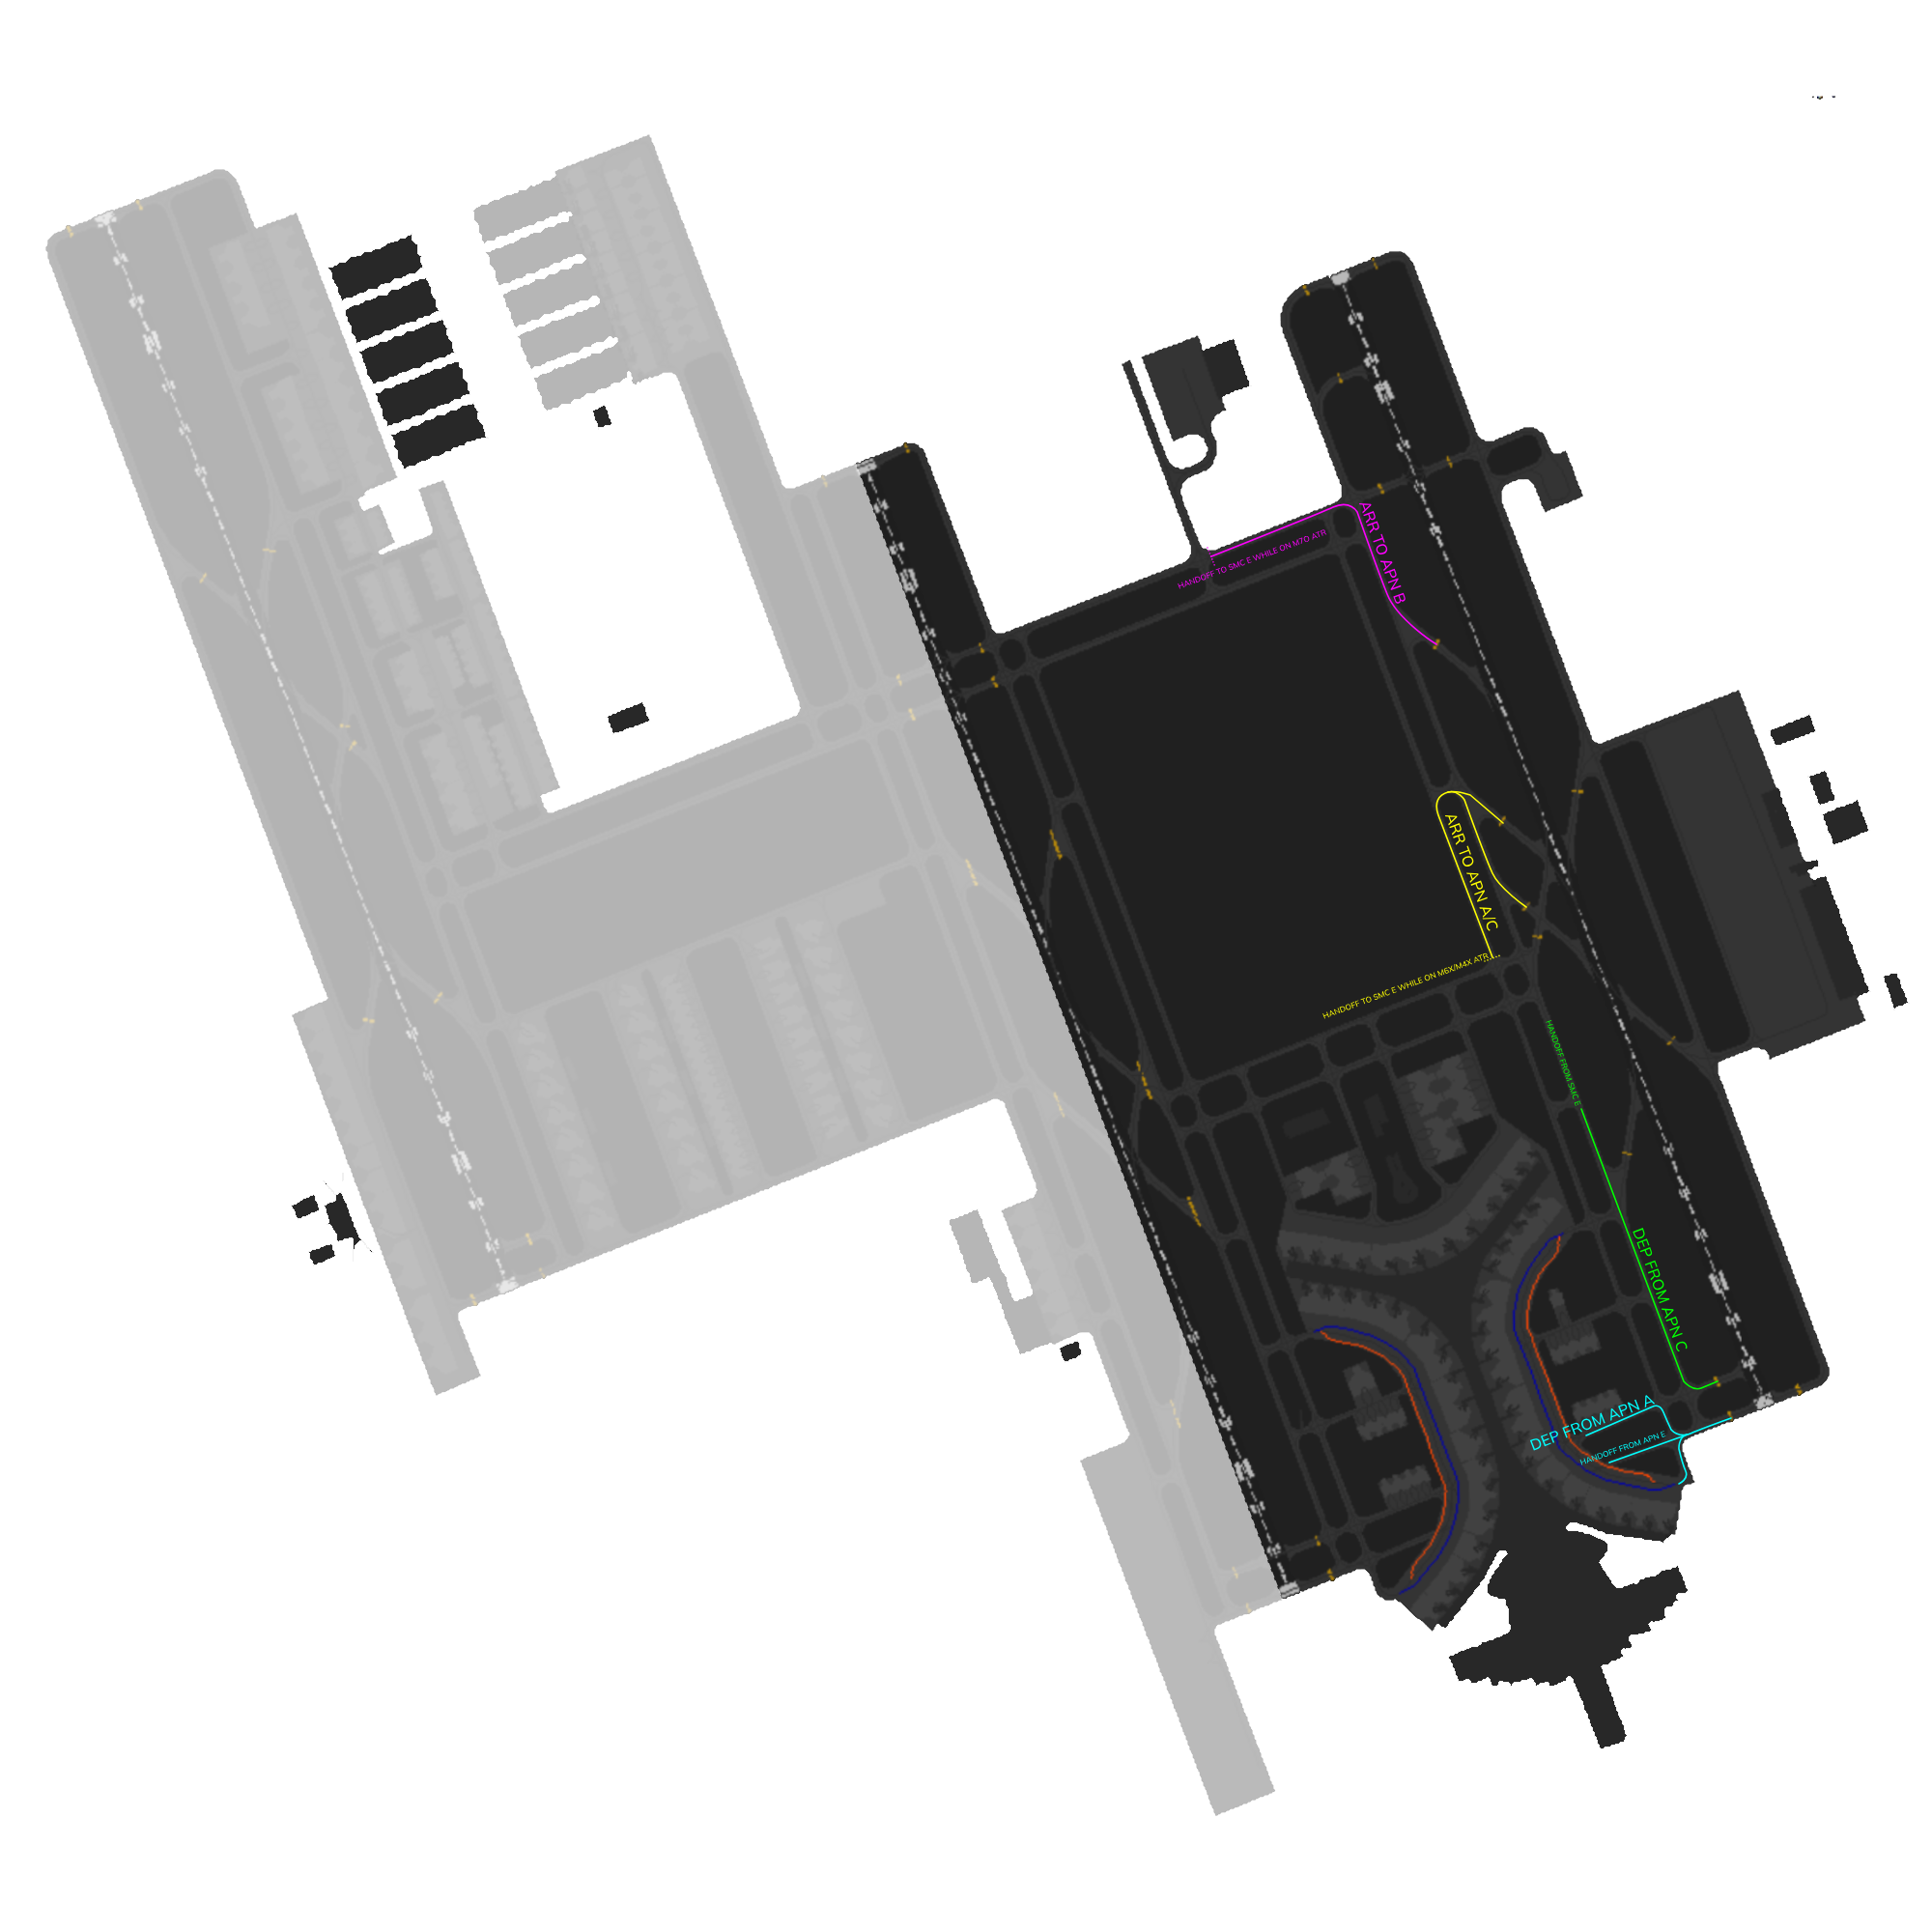 ARR TO APN B
HANDOFF TO SMC E WHILE ON M7O ATR
ARR TO APN A/C
HANDOFF TO SMC E WHILE ON M6X/M4X ATR
HANDOFF FROM SMC E
DEP FROM APN C
DEP FROM APN A
HANDOFF FROM APN E